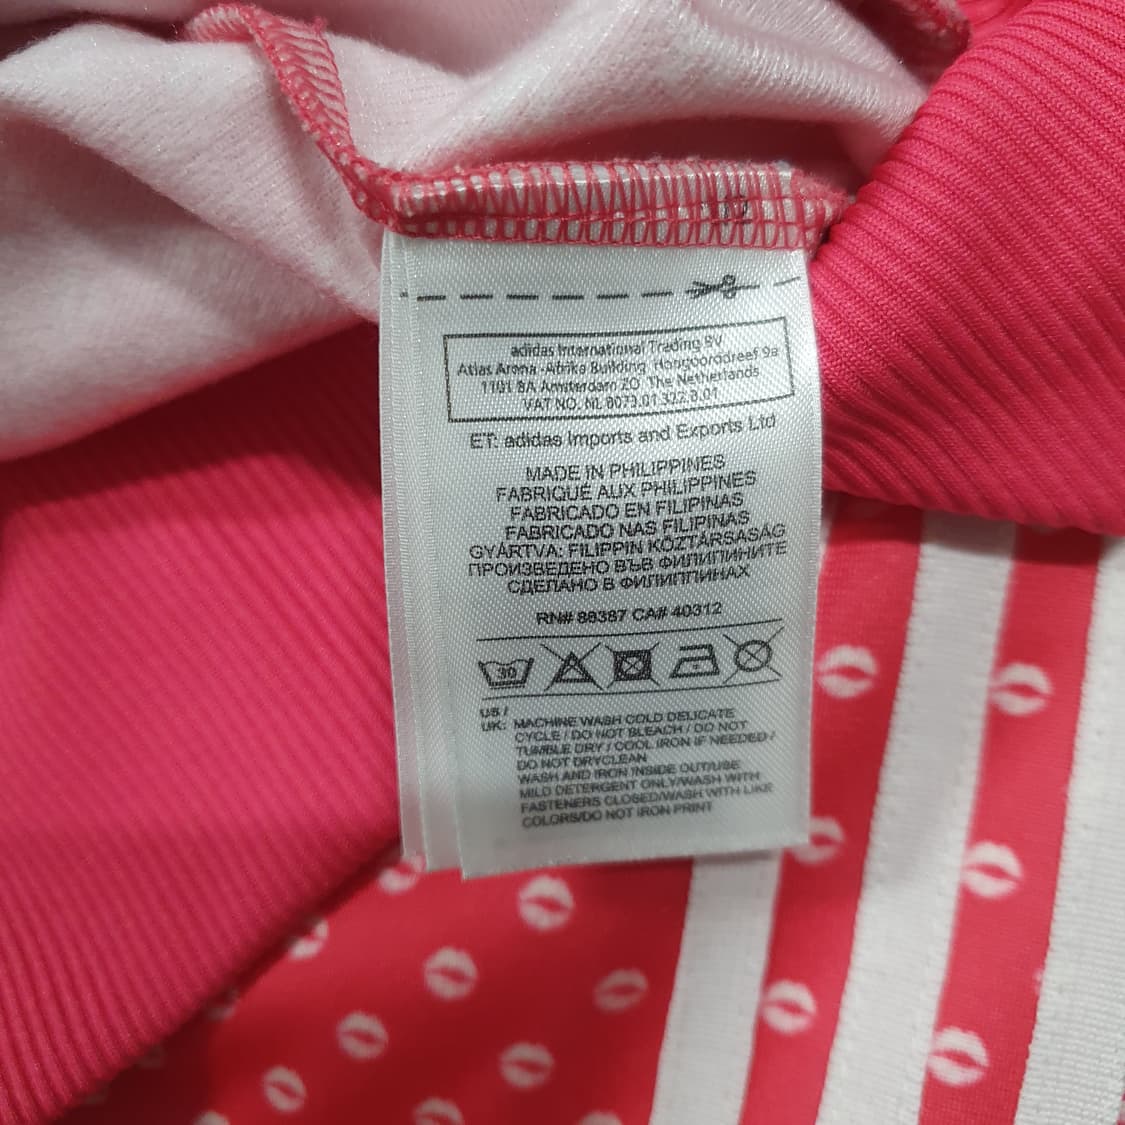 adidas International Trading BV
Atlas Arena -Afrika Building Hoogoorddreef 9a
1101 BA Amsterdam ZO The Netherlands
VAT NO. NL 8073.01.322.B.01
ET: adidas Imports and Exports Ltd
MADE IN PHILIPPINES
FABRIQUÉ AUX PHILIPPINES
FABRICADO EN FILIPINAS
FABRICADO NAS FILIPINAS
GYÁRTVA: FILIPPIN KÖZTÁRSASÁG
ПРОИЗВЕДЕНО ВЪВ ФИЛИПИНИТЕ
СДЕЛАНО В ФИЛИППИНАХ
RN# 88387 CA# 40312
30
US /
UK: MACHINE WASH COLD DELICATE
CYCLE / DO NOT BLEACH / DO NOT
TUMBLE DRY / COOL IRON IF NEEDED /
DO NOT DRYCLEAN
WASH AND IRON INSIDE OUT/USE
MILD DETERGENT ONLY/WASH WITH
FASTENERS CLOSED/WASH WITH LIKE
COLORS/DO NOT IRON PRINT